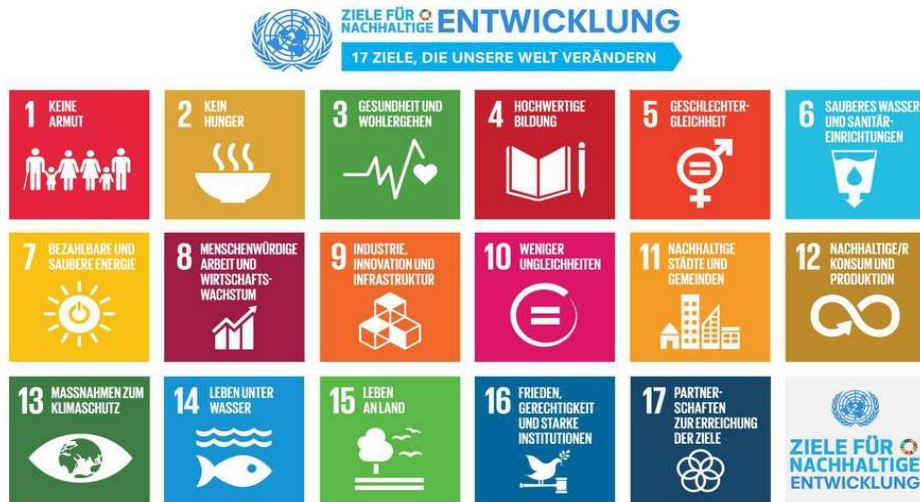 ZIELE FÜR
NACHHALTIGE
ENTWICKLUNG
17 ZIELE, DIE UNSERE WELT VERÄNDERN
1 KEINE
ARMUT
2 KEIN
HUNGER
3 GESUNDHEIT UND
WOHLERGEHEN
4 HOCHWERTIGE
BILDUNG
5 GESCHLECHTER-
GLEICHHEIT
6 SAUBERES WASSER
UND SANITÄR-
EINRICHTUNGEN
7 BEZAHLBARE UND
SAUBERE ENERGIE
8 MENSCHENWÜRDIGE
ARBEIT UND
WIRTSCHAFTS-
WACHSTUM
9 INDUSTRIE,
INNOVATION UND
INFRASTRUKTUR
10 WENIGER
UNGLEICHHEITEN
11 NACHHALTIGE
STÄDTE UND
GEMEINDEN
12 NACHHALTIGE/R
KONSUM UND
PRODUKTION
13 MASSNAHMEN ZUM
KLIMASCHUTZ
14 LEBEN UNTER
WASSER
15 LEBEN
AN LAND
16 FRIEDEN,
GERECHTIGKEIT
UND STARKE
INSTITUTIONEN
17 PARTNER-
SCHAFTEN
ZUR ERREICHUNG
DER ZIELE
ZIELE FÜR
NACHHALTIGE
ENTWICKLUNG